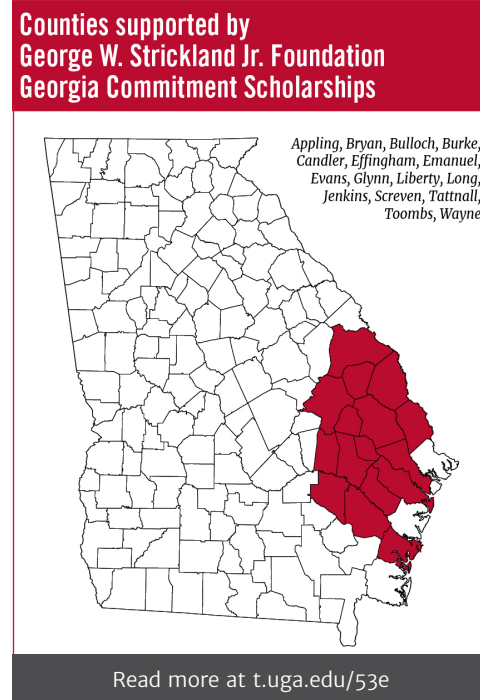 Counties supported by
George W. Strickland Jr. Foundation
Georgia Commitment Scholarships
Appling, Bryan, Bulloch, Burke,
Candler, Effingham, Emanuel,
Evans, Glynn, Liberty, Long,
Jenkins, Screven, Tattnall,
Toombs, Wayne
Read more at t.uga.edu/53e